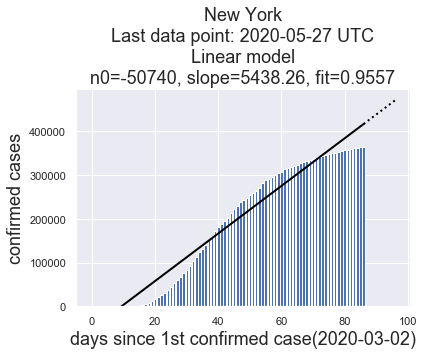 New York
Last data point: 2020-05-27 UTC
Linear model
n0=-50740, slope=5438.26, fit=0.9557
confirmed cases
400000
300000
200000
100000
0
0 20 40 60 80 100
days since 1st confirmed case(2020-03-02)